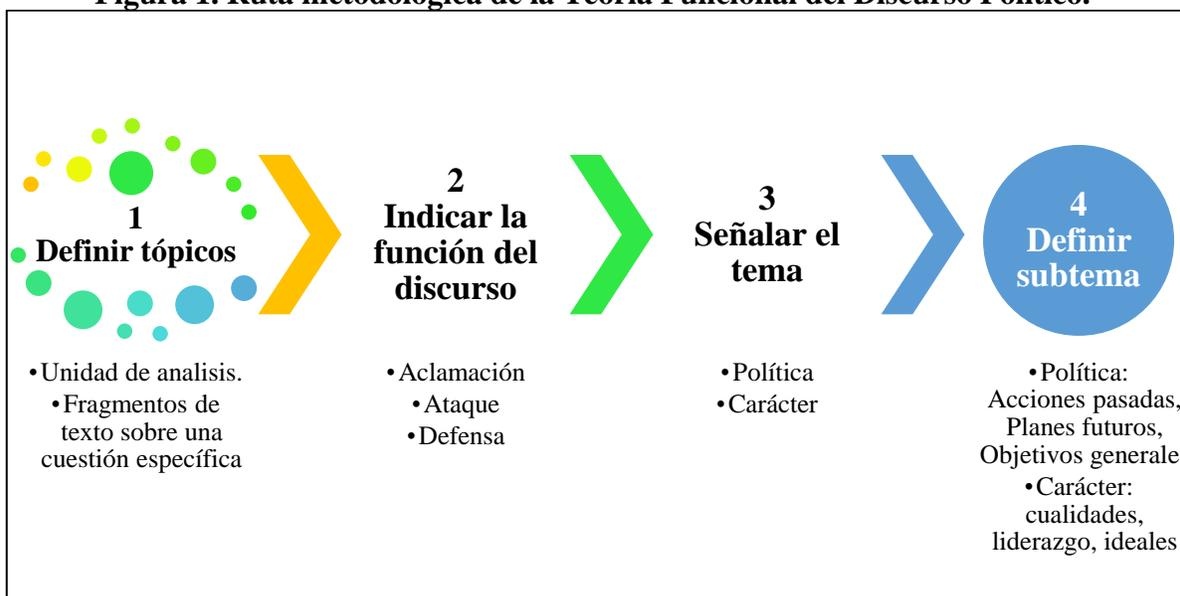 Figura 1. Ruta metodológica de la Teoría Funcional del Discurso Político.
1
Definir tópicos
•Unidad de analisis.
•Fragmentos de
texto sobre una
cuestión específica
2
Indicar la
función del
discurso
•Aclamación
•Ataque
•Defensa
3
Señalar el
tema
•Política
•Carácter
4
Definir
subtema
•Política:
Acciones pasadas,
Planes futuros,
Objetivos generale
•Carácter:
cualidades,
liderazgo, ideales